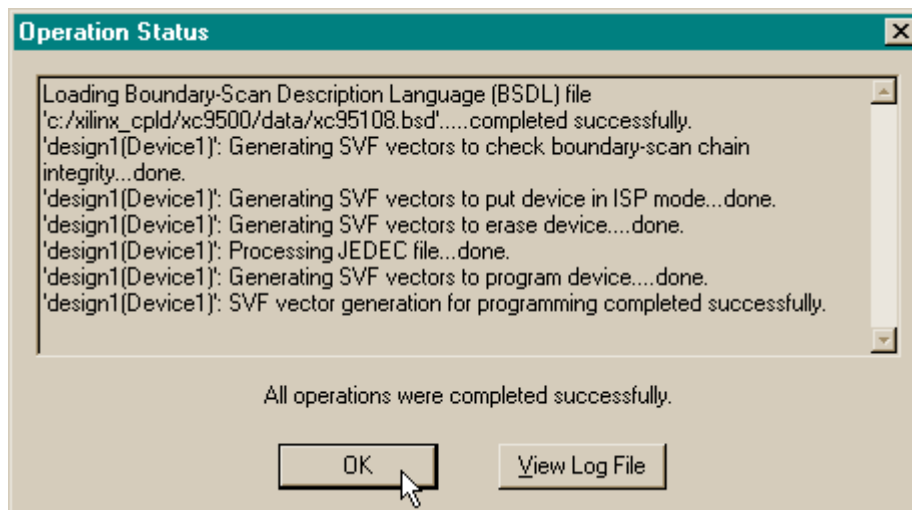 Operation Status
Loading Boundary-Scan Description Language (BSDL) file
'c:/xilinx_cpld/xc9500/data/xc95108.bsd'.....completed successfully.
'design1(Device1)': Generating SVF vectors to check boundary-scan chain
integrity...done.
'design1(Device1)': Generating SVF vectors to put device in ISP mode...done.
'design1(Device1)': Generating SVF vectors to erase device....done.
'design1(Device1)': Processing JEDEC file...done.
'design1(Device1)': Generating SVF vectors to program device....done.
'design1(Device1)': SVF vector generation for programming completed successfully.
All operations were completed successfully.
OK
View Log File